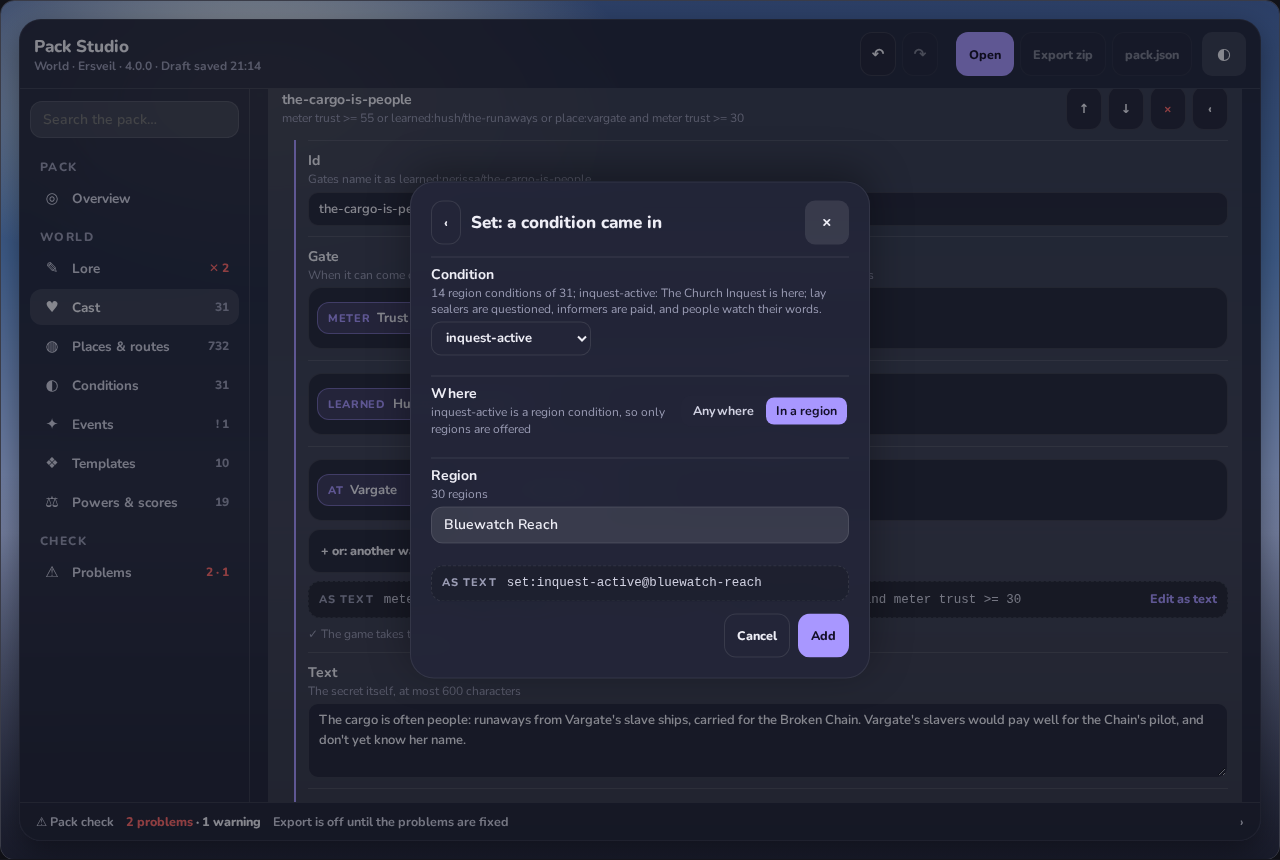 Pack Studio
World · Ersveil · 4.0.0 · Draft saved 21:14
Open
Export zip
pack.json
Search the pack...
PACK
Overview
WORLD
Lore × 2
Cast 31
Places & routes 732
Conditions 31
Events ! 1
Templates 10
Powers & scores 19
CHECK
Problems 2 · 1
the-cargo-is-people
meter trust >= 55 or learned:hush/the-runaways or place:vargate and meter trust >= 30
Id
Gates name it as learned:nerissa/the-cargo-is-people
the-cargo-is-pe
Gate
When it can come
METER Trust
LEARNED Hu
AT Vargate
+ or: another wa
AS TEXT mete
nd meter trust >= 30
Edit as text
✓ The game takes t
Text
The secret itself, at most 600 characters
The cargo is often people: runaways from Vargate's slave ships, carried for the Broken Chain. Vargate's slavers would pay well for the Chain's pilot, and
don't yet know her name.
Set: a condition came in
×
Condition
14 region conditions of 31; inquest-active: The Church Inquest is here; lay
sealers are questioned, informers are paid, and people watch their words.
inquest-active
Where
inquest-active is a region condition, so only
regions are offered
Anywhere
In a region
Region
30 regions
Bluewatch Reach
AS TEXT set:inquest-active@bluewatch-reach
Cancel
Add
⚠ Pack check 2 problems · 1 warning Export is off until the problems are fixed